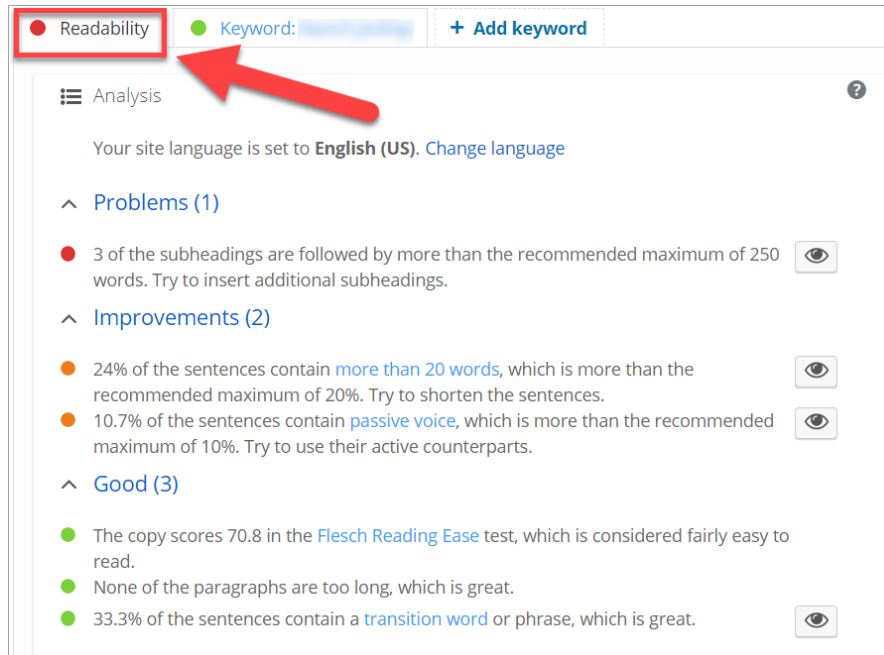 Readability Keyword: + Add keyword
Analysis
Your site language is set to English (US). Change language
Problems (1)
3 of the subheadings are followed by more than the recommended maximum of 250
words. Try to insert additional subheadings.
Improvements (2)
24% of the sentences contain more than 20 words, which is more than the
recommended maximum of 20%. Try to shorten the sentences.
10.7% of the sentences contain passive voice, which is more than the recommended
maximum of 10%. Try to use their active counterparts.
Good (3)
The copy scores 70.8 in the Flesch Reading Ease test, which is considered fairly easy to
read.
None of the paragraphs are too long, which is great.
33.3% of the sentences contain a transition word or phrase, which is great.